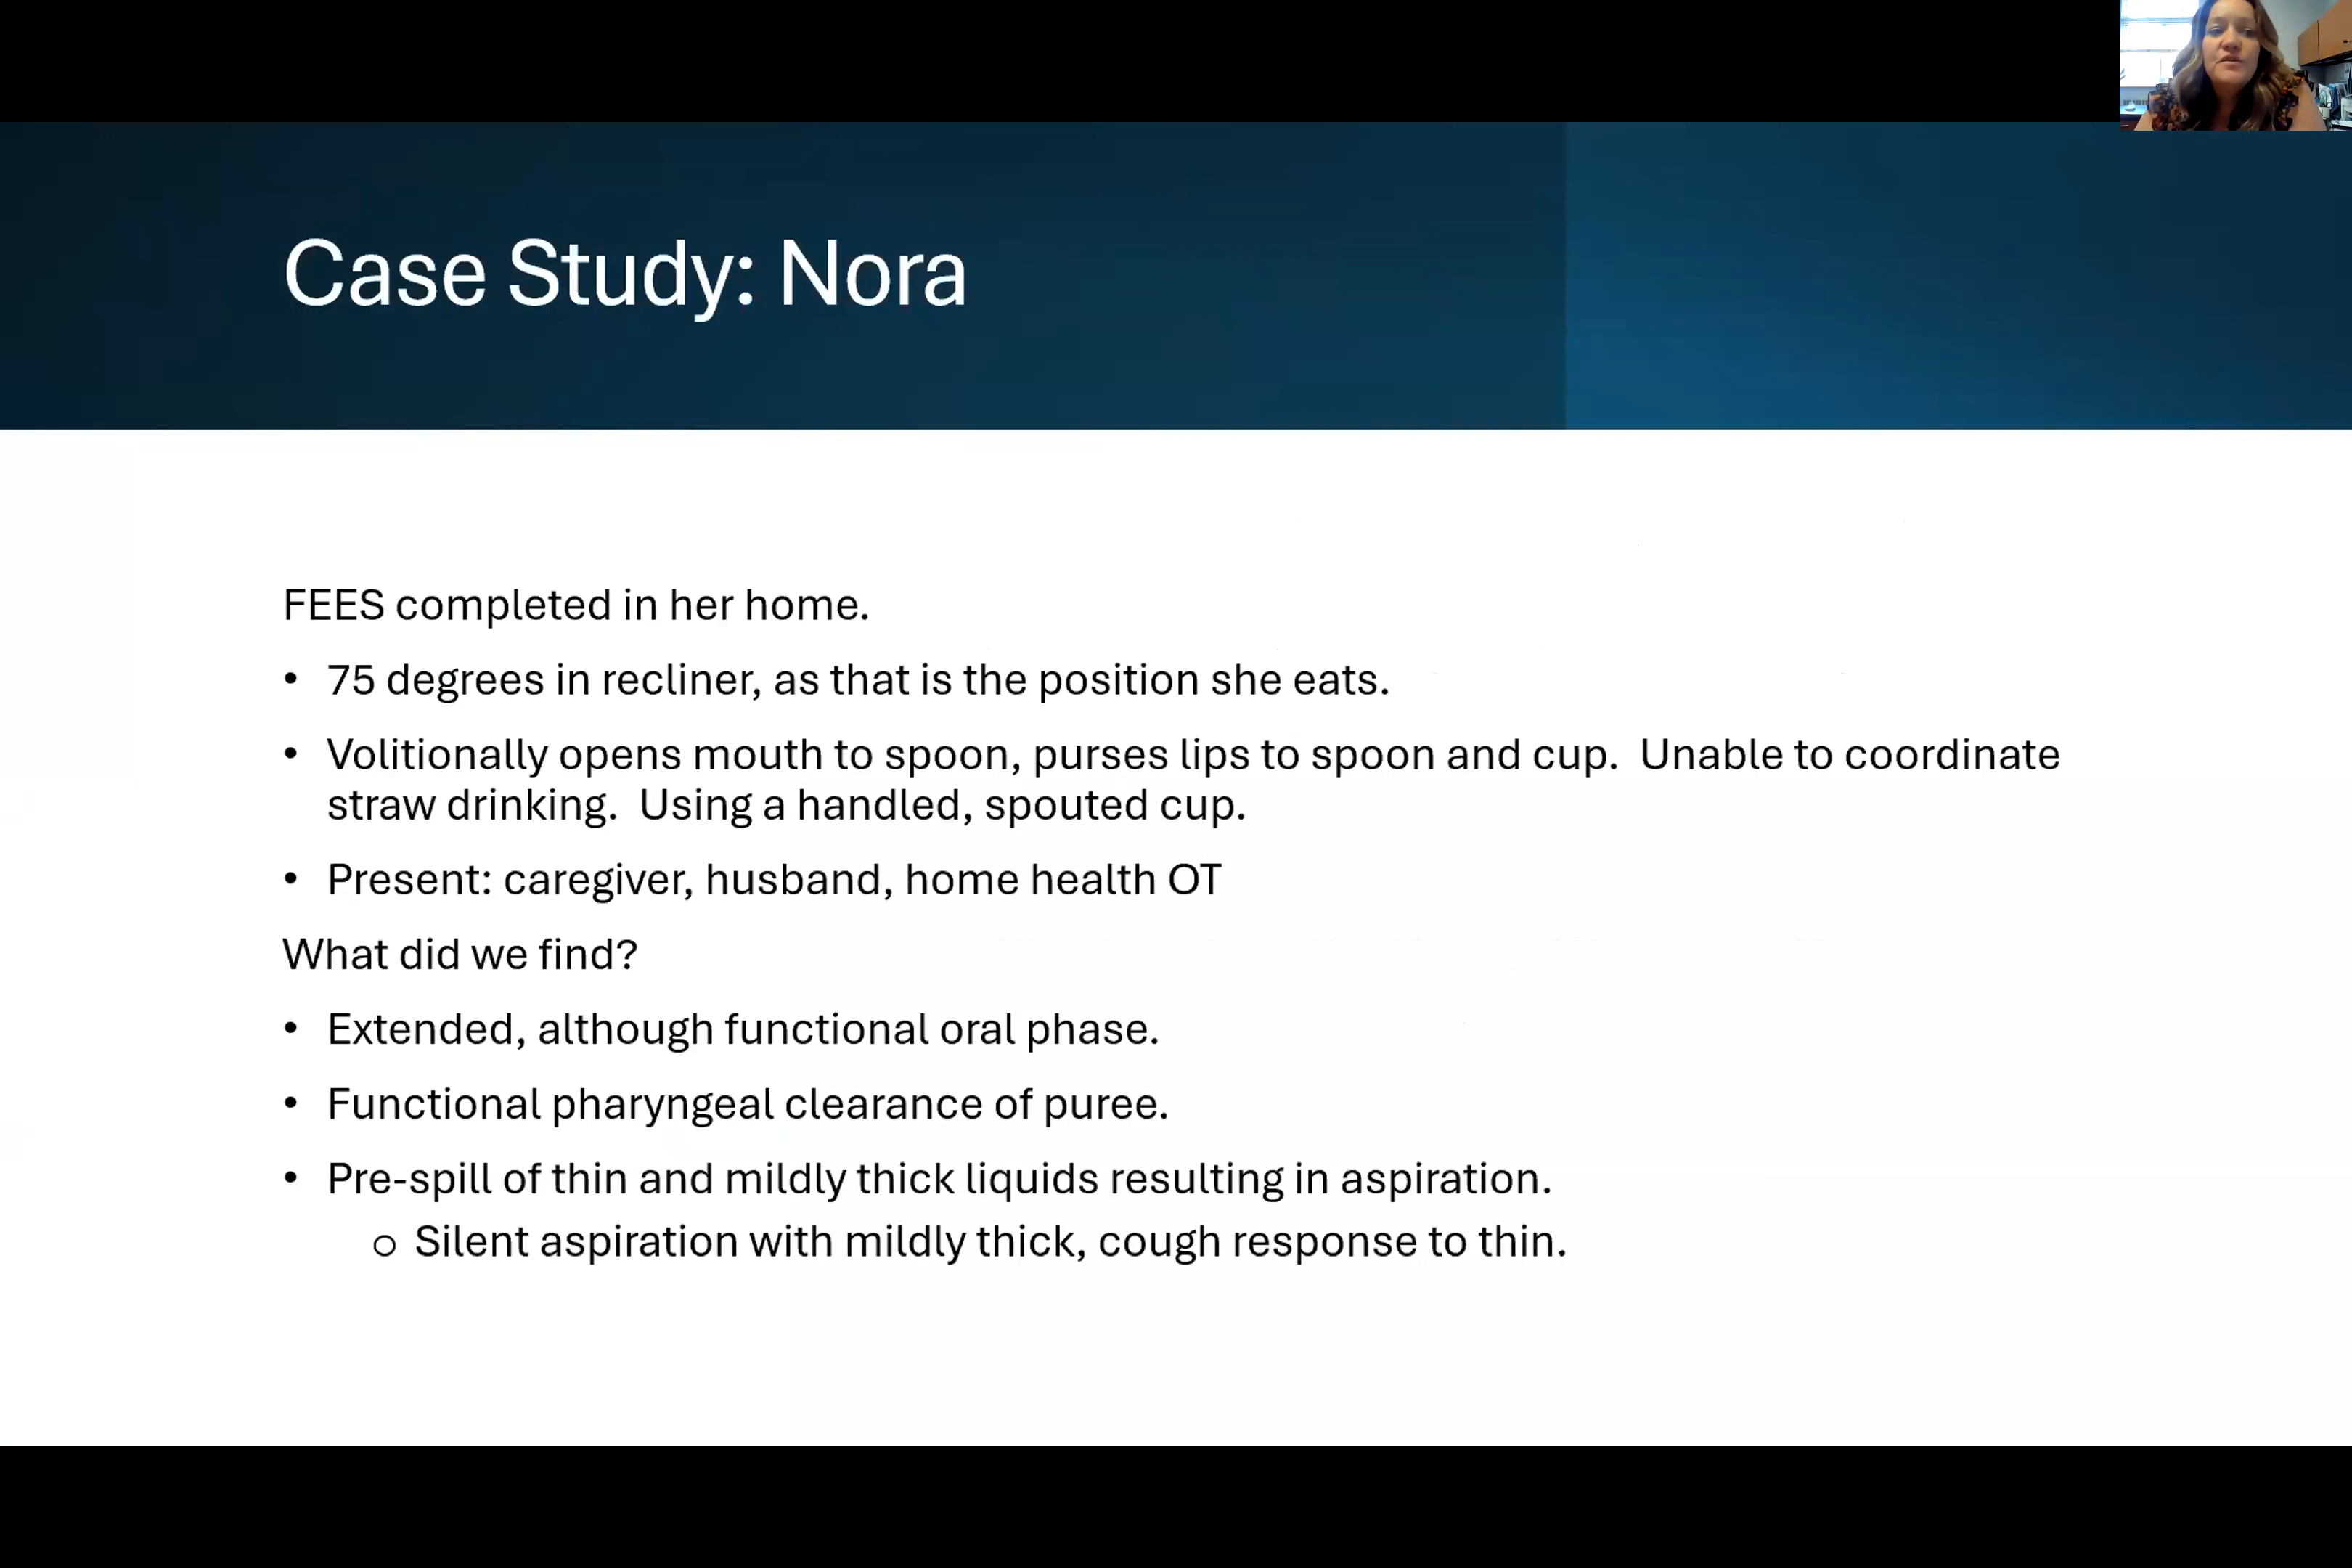 Case Study: Nora
FEES completed in her home.
• 75 degrees in recliner, as that is the position she eats.
• Volitionally opens mouth to spoon, purses lips to spoon and cup.  Unable to coordinate
straw drinking.  Using a handled, spouted cup.
• Present: caregiver, husband, home health OT
What did we find?
• Extended, although functional oral phase.
• Functional pharyngeal clearance of puree.
• Pre-spill of thin and mildly thick liquids resulting in aspiration.
o Silent aspiration with mildly thick, cough response to thin.